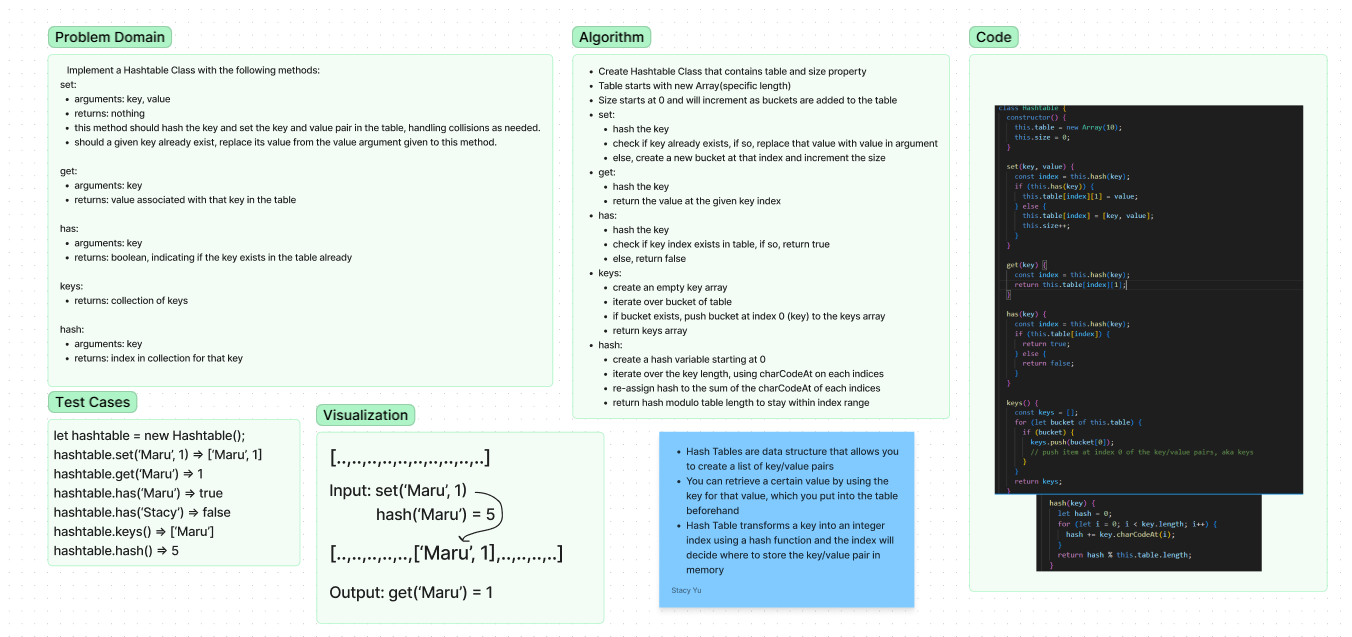 Problem Domain
Implement a Hashtable Class with the following methods:
set:
• arguments: key, value
• returns: nothing
• this method should hash the key and set the key and value pair in the table, handling collisions as needed.
• should a given key already exist, replace its value from the value argument given to this method.
get:
• arguments: key
• returns: value associated with that key in the table
has:
• arguments: key
• returns: boolean, indicating if the key exists in the table already
keys:
• returns: collection of keys
hash:
• arguments: key
• returns: index in collection for that key
Test Cases
let hashtable = new Hashtable();
hashtable.set('Maru', 1) => ['Maru', 1]
hashtable.get('Maru') => 1
hashtable.has('Maru') => true
hashtable.has('Stacy') => false
hashtable.keys() => ['Maru']
hashtable.hash() => 5
Visualization
[..,..,..,..,..,..,..,..,..,..]
Input: set('Maru', 1)
hash('Maru') = 5
[..,..,..,..,..,['Maru', 1],..,..,..,..]
Output: get('Maru') = 1
Algorithm
• Create Hashtable Class that contains table and size property
• Table starts with new Array(specific length)
• Size starts at 0 and will increment as buckets are added to the table
• set:
• hash the key
• check if key already exists, if so, replace that value with value in argument
• else, create a new bucket at that index and increment the size
• get:
• hash the key
• return the value at the given key index
• has:
• hash the key
• check if key index exists in table, if so, return true
• else, return false
• keys:
• create an empty key array
• iterate over bucket of table
• if bucket exists, push bucket at index 0 (key) to the keys array
• return keys array
• hash:
• create a hash variable starting at 0
• iterate over the key length, using charCodeAt on each indices
• re-assign hash to the sum of the charCodeAt of each indices
• return hash modulo table length to stay within index range
• Hash Tables are data structure that allows you
to create a list of key/value pairs
• You can retrieve a certain value by using the
key for that value, which you put into the table
beforehand
• Hash Table transforms a key into an integer
index using a hash function and the index will
decide where to store the key/value pair in
memory
Stacy Yu
Code
class Hashtable {
constructor() {
this.table = new Array(10);
this.size = 0;
}
set(key, value) {
const index = this.hash(key);
if (this.has(key)) {
this.table[index][1] = value;
} else {
this.table[index] = [key, value];
this.size++;
}
}
get(key) {
const index = this.hash(key);
return this.table[index][1];
}
has(key) {
const index = this.hash(key);
if (this.table[index]) {
return true;
} else {
return false;
}
}
keys() {
const keys = [];
for (let bucket of this.table) {
if (bucket) {
keys.push(bucket[0]);
// push item at index 0 of the key/value pairs, aka keys
}
}
return keys;
}
hash(key) {
let hash = 0;
for (let i = 0; i < key.length; i++) {
hash += key.charCodeAt(i);
}
return hash % this.table.length;
}